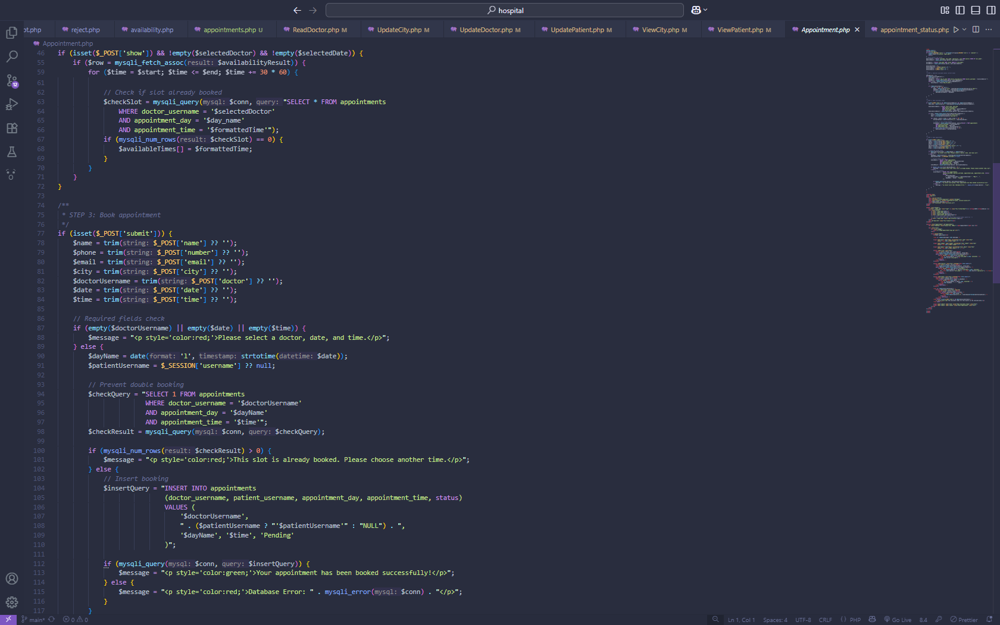 hospital
ot.php
reject.php
availability.php
appointments.php U
ReadDoctor.php M
UpdateCity.php M
UpdateDoctor.php M
UpdatePatient.php M
ViewCity.php M
ViewPatient.php M
Appointment.php
appointment_status.php
Appointment.php
46 if (isset($_POST['show']) && !empty($selectedDoctor) && !empty($selectedDate)) {
55 if ($row = mysqli_fetch_assoc(result: $availabilityResult)) {
59 for ($time = $start; $time <= $end; $time += 30 * 60) {
61
62 // Check if slot already booked
63 $checkSlot = mysqli_query(mysql: $conn, query: "SELECT * FROM appointments
64 WHERE doctor_username = '$selectedDoctor'
65 AND appointment_day = '$day_name'
66 AND appointment_time = '$formattedTime'");
67 if (mysqli_num_rows(result: $checkSlot) == 0) {
68 $availableTimes[] = $formattedTime;
69 }
70 }
71 }
72 }
73
74 /**
75 * STEP 3: Book appointment
76 */
77 if (isset($_POST['submit'])) {
78 $name = trim(string: $_POST['name'] ?? '');
79 $phone = trim(string: $_POST['number'] ?? '');
80 $email = trim(string: $_POST['email'] ?? '');
81 $city = trim(string: $_POST['city'] ?? '');
82 $doctorUsername = trim(string: $_POST['doctor'] ?? '');
83 $date = trim(string: $_POST['date'] ?? '');
84 $time = trim(string: $_POST['time'] ?? '');
85
86 // Required fields check
87 if (empty($doctorUsername) || empty($date) || empty($time)) {
88 $message = "<p style='color:red;'>Please select a doctor, date, and time.</p>";
89 } else {
90 $dayName = date(format: 'l', timestamp: strtotime(datetime: $date));
91 $patientUsername = $_SESSION['username'] ?? null;
92
93 // Prevent double booking
94 $checkQuery = "SELECT 1 FROM appointments
95 WHERE doctor_username = '$doctorUsername'
96 AND appointment_day = '$dayName'
97 AND appointment_time = '$time'";
98 $checkResult = mysqli_query(mysql: $conn, query: $checkQuery);
99
100 if (mysqli_num_rows(result: $checkResult) > 0) {
101 $message = "<p style='color:red;'>This slot is already booked. Please choose another time.</p>";
102 } else {
103 // Insert booking
104 $insertQuery = "INSERT INTO appointments
105 (doctor_username, patient_username, appointment_day, appointment_time, status)
106 VALUES (
107 '$doctorUsername',
108 " . ($patientUsername ? "'$patientUsername'" : "NULL") . ",
109 '$dayName', '$time', 'Pending'
110 )";
111
112 if (mysqli_query(mysql: $conn, query: $insertQuery)) {
113 $message = "<p style='color:green;'>Your appointment has been booked successfully!</p>";
114 } else {
115 $message = "<p style='color:red;'>Database Error: " . mysqli_error(mysql: $conn) . "</p>";
116 }
117 }
12
main*
0 0
Ln 1, Col 1
Spaces: 4
UTF-8
CRLF
{} PHP
Go Live
8.4
Prettier